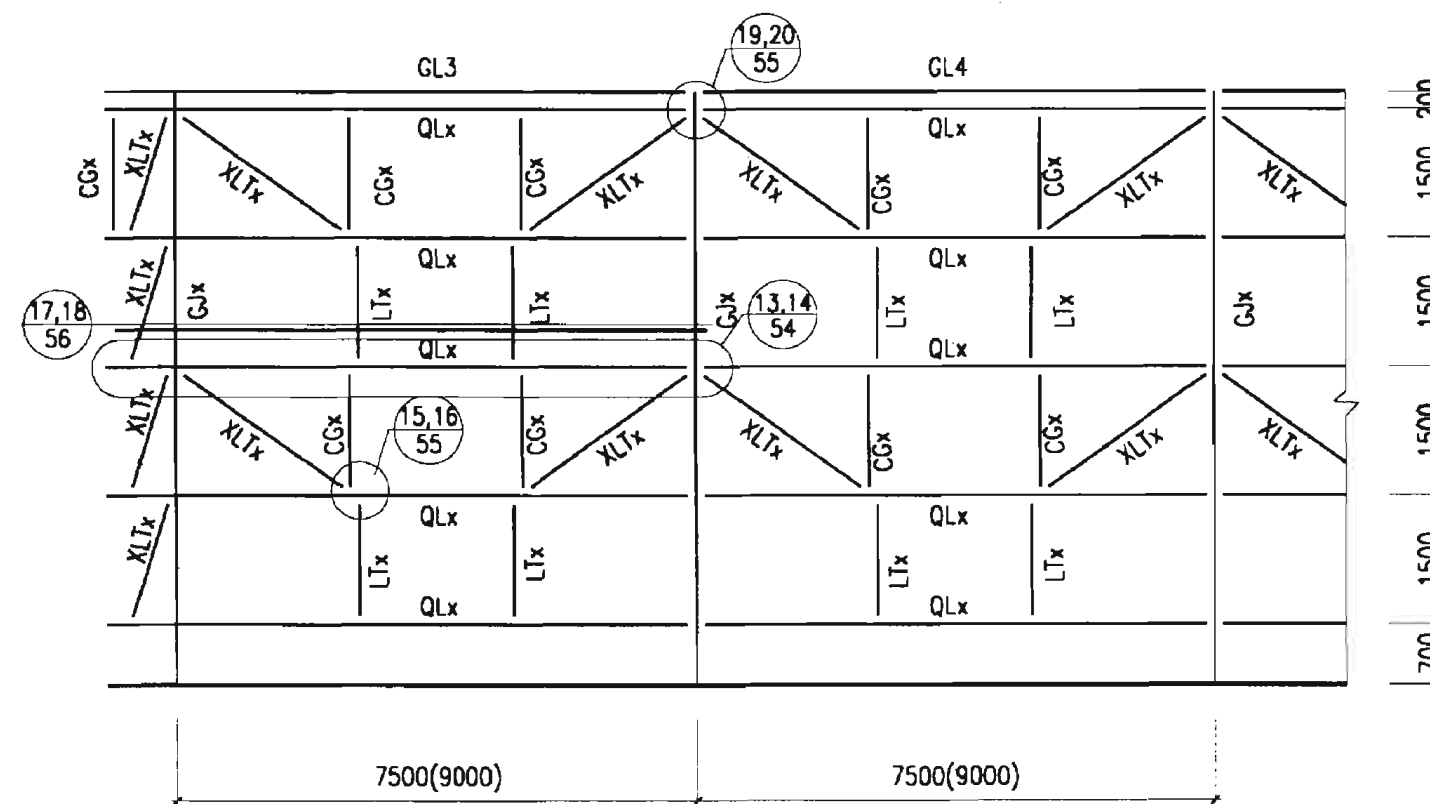 19,20
55
GL3
GL4
200
QLx
QLx
CGx
XLTx
XLTx
CGx
CGx
XLTx
XLTx
CGx
CGx
XLTx
XLTx
1500
QLx
QLx
XLTx
GJx
LTx
LTx
GJx
LTx
LTx
GJx
1500
17,18
56
13,14
54
QLx
QLx
XLTx
XLTx
CGx
15,16
55
CGx
XLTx
XLTx
CGx
CGx
XLTx
XLTx
1500
QLx
QLx
XLTx
LTx
LTx
LTx
LTx
1500
QLx
QLx
700
7500(9000)
7500(9000)